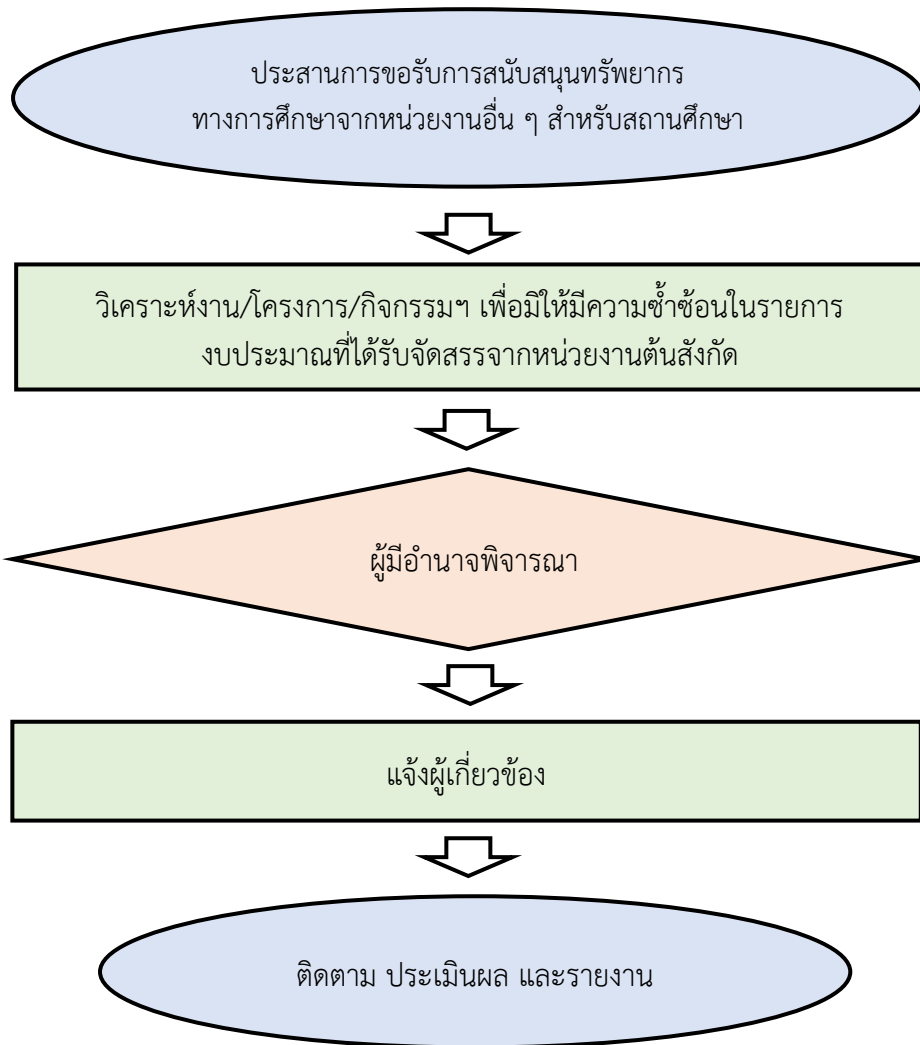 ประสานการขอรับการสนับสนุนทรัพยากร
ทางการศึกษาจากหน่วยงานอื่น ๆ สำหรับสถานศึกษา
วิเคราะห์งาน/โครงการ/กิจกรรมฯ เพื่อมิให้มีความซ้ำซ้อนในรายการ
งบประมาณที่ได้รับจัดสรรจากหน่วยงานต้นสังกัด
ผู้มีอำนาจพิจารณา
แจ้งผู้เกี่ยวข้อง
ติดตาม ประเมินผล และรายงาน